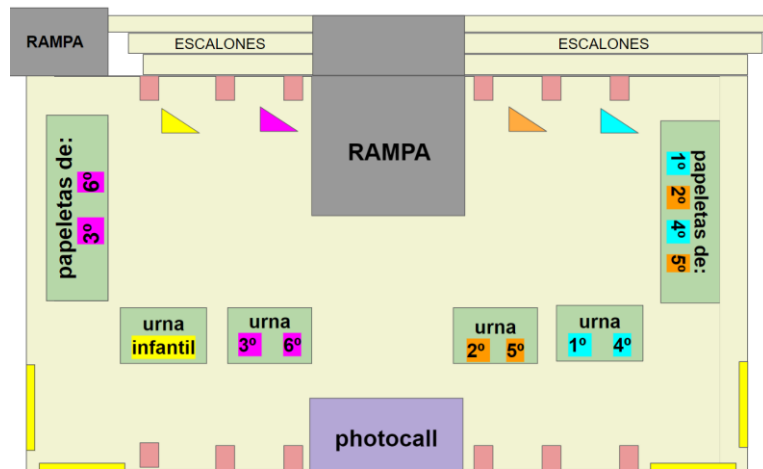 RAMPA
ESCALONES
ESCALONES
RAMPA
papeletas de:
3º 6º
papeletas de:
1º 2º 4º 5º
urna
infantil
urna
3º 6º
urna
2º 5º
urna
1º 4º
photocall